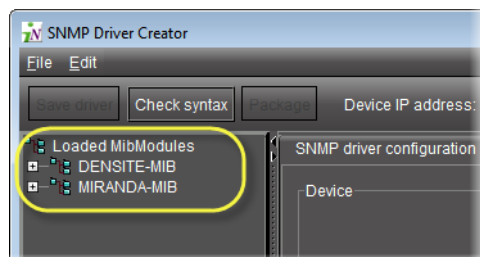 SNMP Driver Creator
File Edit
Save driver Check syntax Package Device IP address:
Loaded MibModules
DENSITE-MIB
MIRANDA-MIB
SNMP driver configuration
Device